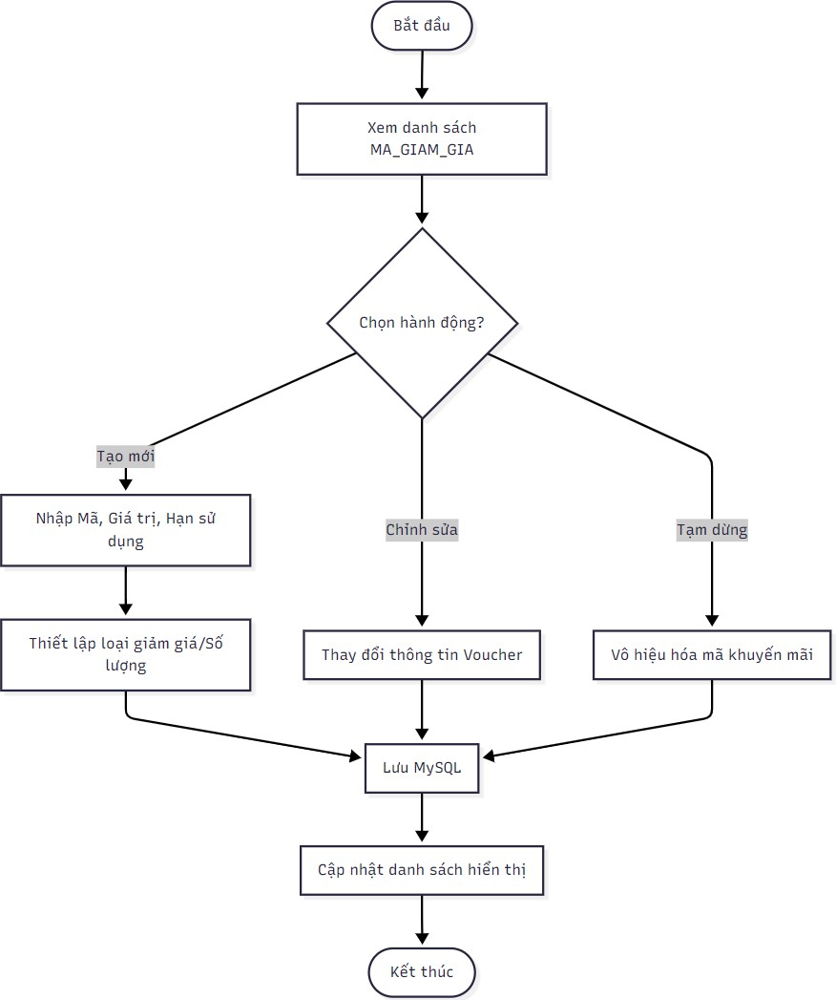 Bắt đầu
Xem danh sách
MA_GIAM_GIA
Chọn hành động?
Tạo mới
Nhập Mã, Giá trị, Hạn sử
dụng
Chỉnh sửa
Tạm dừng
Thiết lập loại giảm giá/Số
lượng
Thay đổi thông tin Voucher
Vô hiệu hóa mã khuyến mãi
Lưu MySQL
Cập nhật danh sách hiển thị
Kết thúc